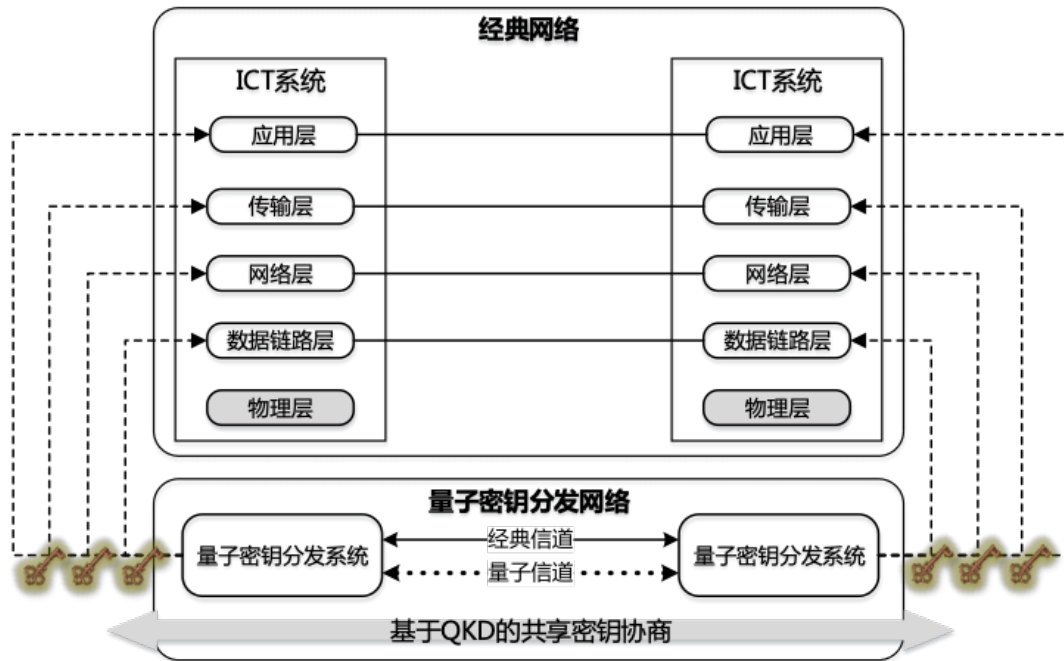 经典网络
ICT系统 ICT系统
应用层 应用层
传输层 传输层
网络层 网络层
数据链路层 数据链路层
物理层 物理层
量子密钥分发网络
量子密钥分发系统 经典信道 量子密钥分发系统
量子信道
基于QKD的共享密钥协商